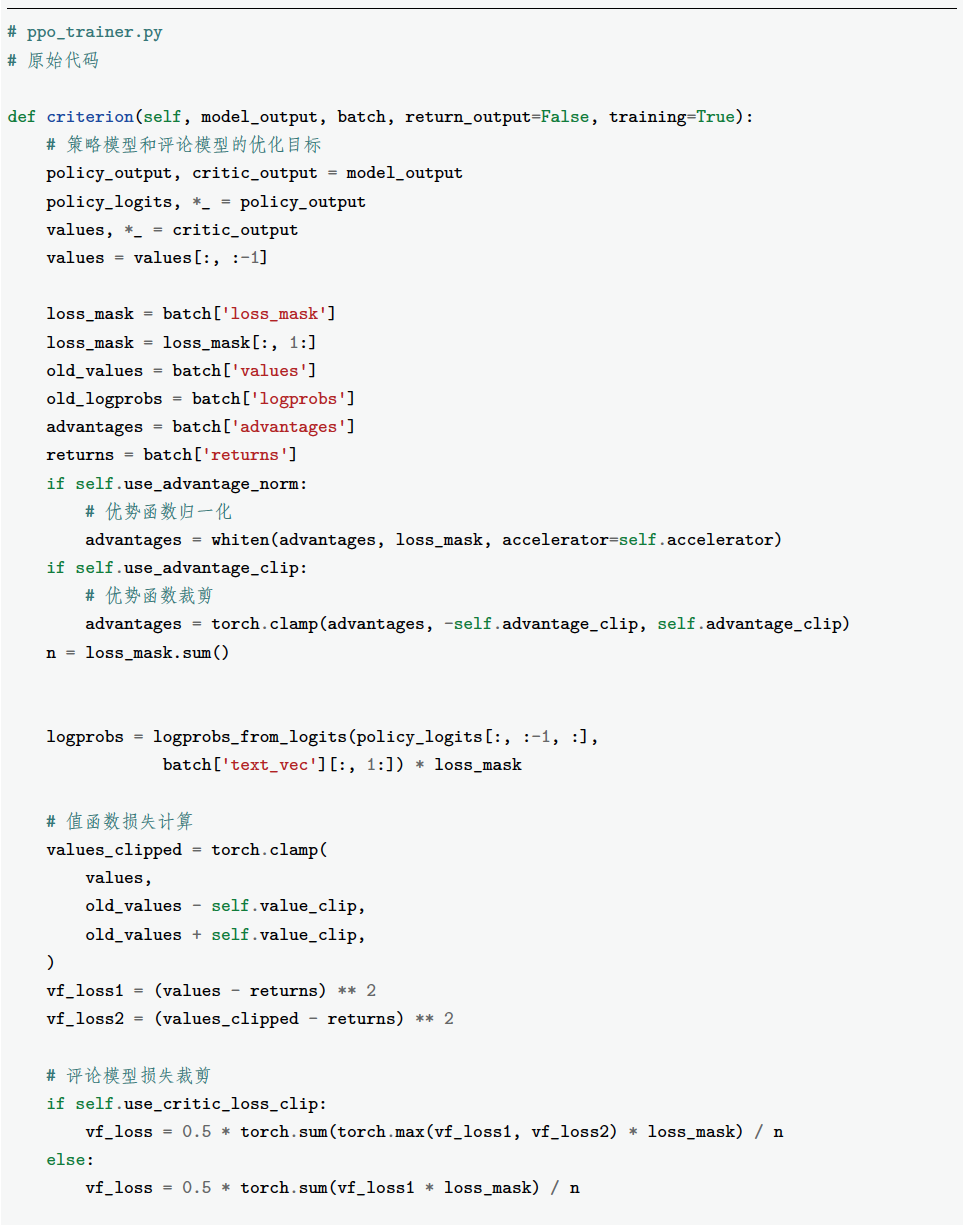 # ppo_trainer.py
# 原始代码
def criterion(self, model_output, batch, return_output=False, training=True):
    # 策略模型和评论模型的优化目标
    policy_output, critic_output = model_output
    policy_logits, *_ = policy_output
    values, *_ = critic_output
    values = values[:, :-1]
    loss_mask = batch['loss_mask']
    loss_mask = loss_mask[:, 1:]
    old_values = batch['values']
    old_logprobs = batch['logprobs']
    advantages = batch['advantages']
    returns = batch['returns']
    if self.use_advantage_norm:
        # 优势函数归一化
        advantages = whiten(advantages, loss_mask, accelerator=self.accelerator)
    if self.use_advantage_clip:
        # 优势函数裁剪
        advantages = torch.clamp(advantages, -self.advantage_clip, self.advantage_clip)
    n = loss_mask.sum()
    logprobs = logprobs_from_logits(policy_logits[:, :-1, :],
                batch['text_vec'][:, 1:]) * loss_mask
    # 值函数损失计算
    values_clipped = torch.clamp(
        values,
        old_values - self.value_clip,
        old_values + self.value_clip,
    )
    vf_loss1 = (values - returns) ** 2
    vf_loss2 = (values_clipped - returns) ** 2
    # 评论模型损失裁剪
    if self.use_critic_loss_clip:
        vf_loss = 0.5 * torch.sum(torch.max(vf_loss1, vf_loss2) * loss_mask) / n
    else:
        vf_loss = 0.5 * torch.sum(vf_loss1 * loss_mask) / n